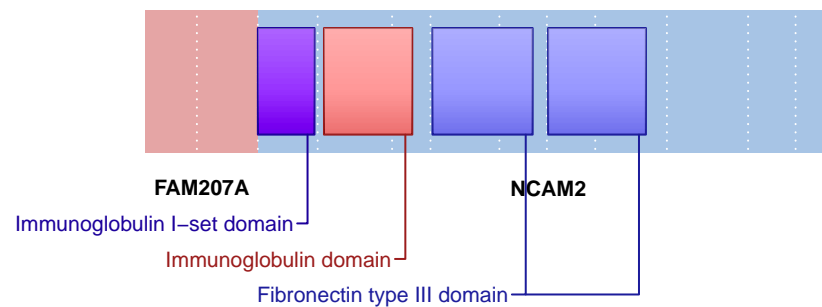 FAM207A NCAM2
Immunoglobulin I−set domain
Immunoglobulin domain
Fibronectin type III domain